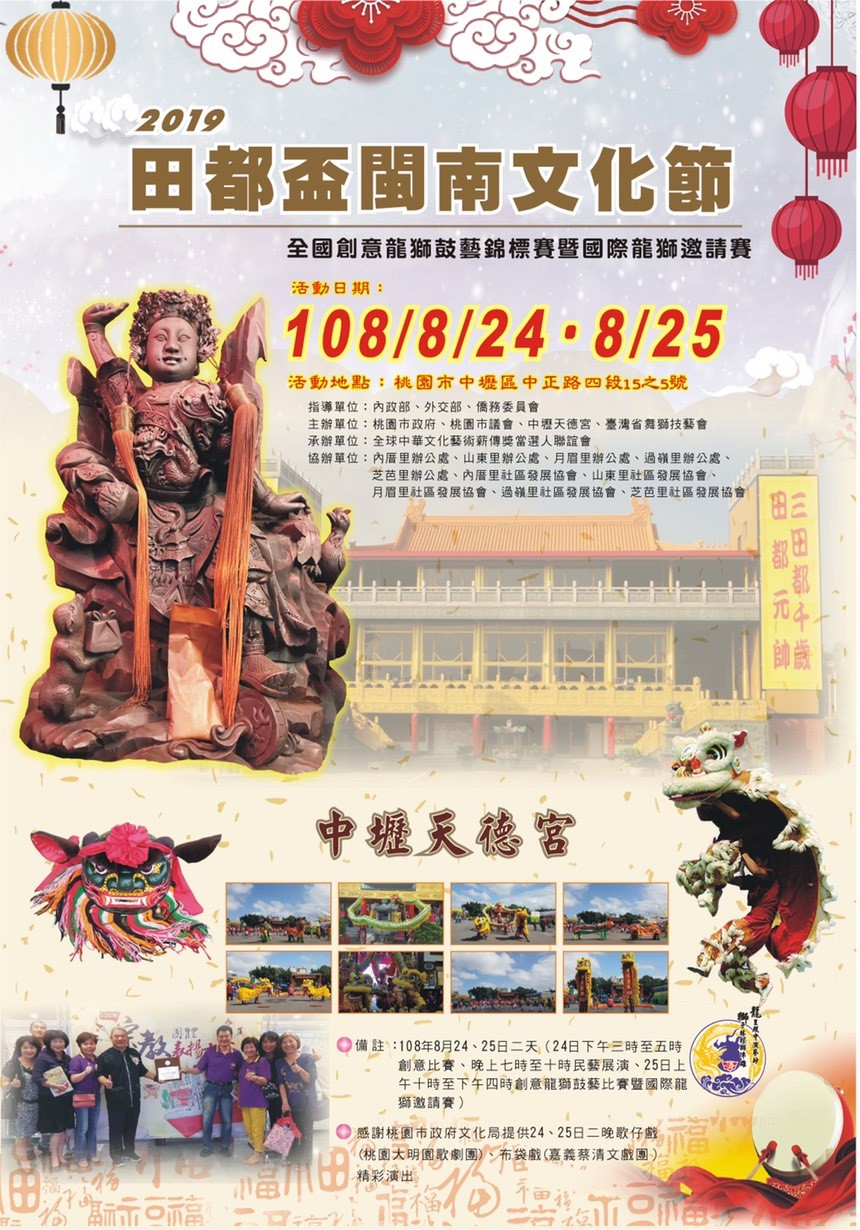 2019
田都盃閩南文化節
全國創意龍獅鼓藝錦標賽暨國際龍獅邀請賽
活動日期：
108/8/24・8/25
活動地點：桃園市中壢區中正路四段15之5號
指導單位：內政部、外交部、僑務委員會
主辦單位：桃園市政府、桃園市議會、中壢天德宮、臺灣省舞獅技藝會
承辦單位：全球中華文化藝術薪傳獎當選人聯誼會
協辦單位：內厝里辦公處、山東里辦公處、月眉里辦公處、過嶺里辦公處、
芝芭里辦公處、內厝里社區發展協會、山東里社區發展協會、
月眉里社區發展協會、過嶺里社區發展協會、芝芭里社區發展協會
三田都千歲
田都元帥
中壢天德宮
宗教團體表揚
備註：108年8月24、25日二天（24日下午三時至五時
創意比賽、晚上七時至十時民藝展演、25日上
午十時至下午四時創意龍獅鼓藝比賽暨國際龍
獅邀請賽）
感謝桃園市政府文化局提供24、25日二晚歌仔戲
(桃園大明園歌劇團)、布袋戲(嘉義蔡清文戲團)
精彩演出